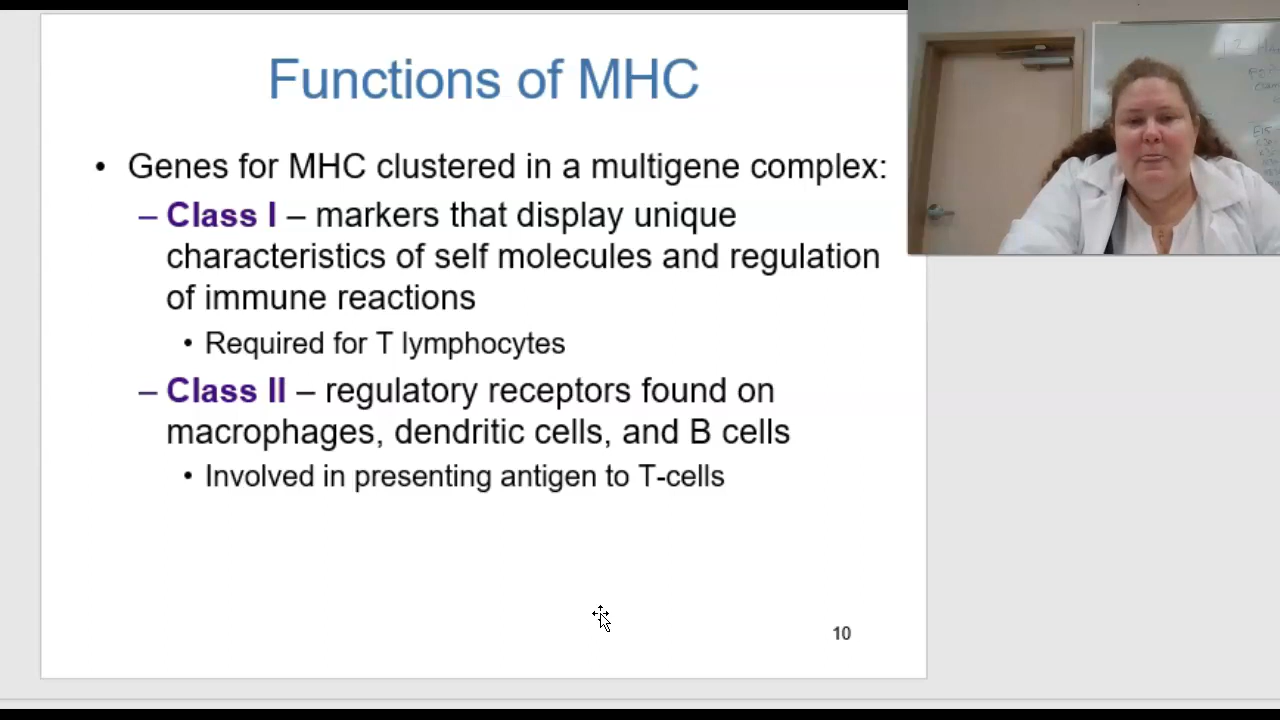 Functions of MHC
• Genes for MHC clustered in a multigene complex:
– Class I – markers that display unique
characteristics of self molecules and regulation
of immune reactions
• Required for T lymphocytes
– Class II – regulatory receptors found on
macrophages, dendritic cells, and B cells
• Involved in presenting antigen to T-cells
10